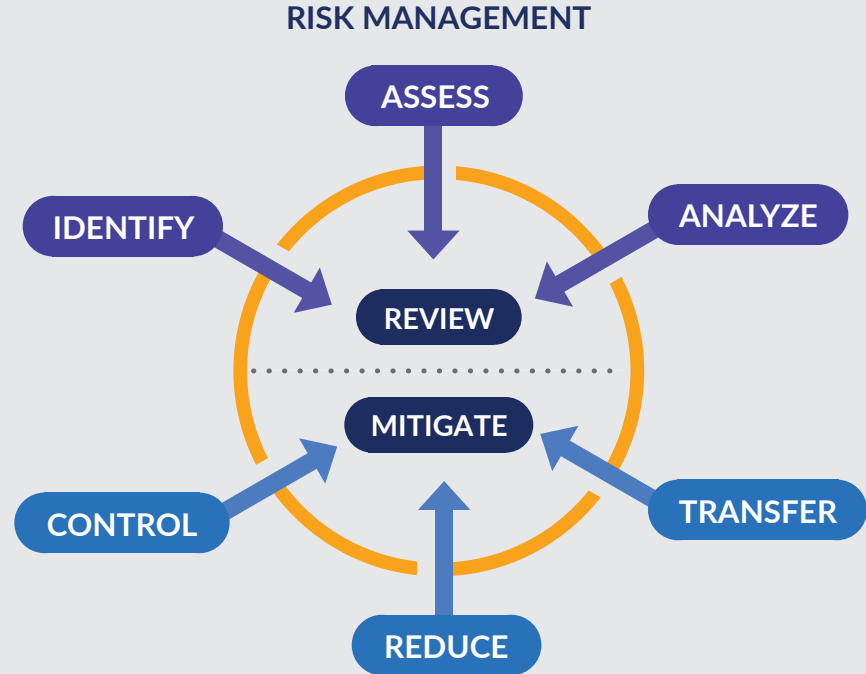 RISK MANAGEMENT
ASSESS
IDENTIFY
ANALYZE
REVIEW
MITIGATE
CONTROL
TRANSFER
REDUCE